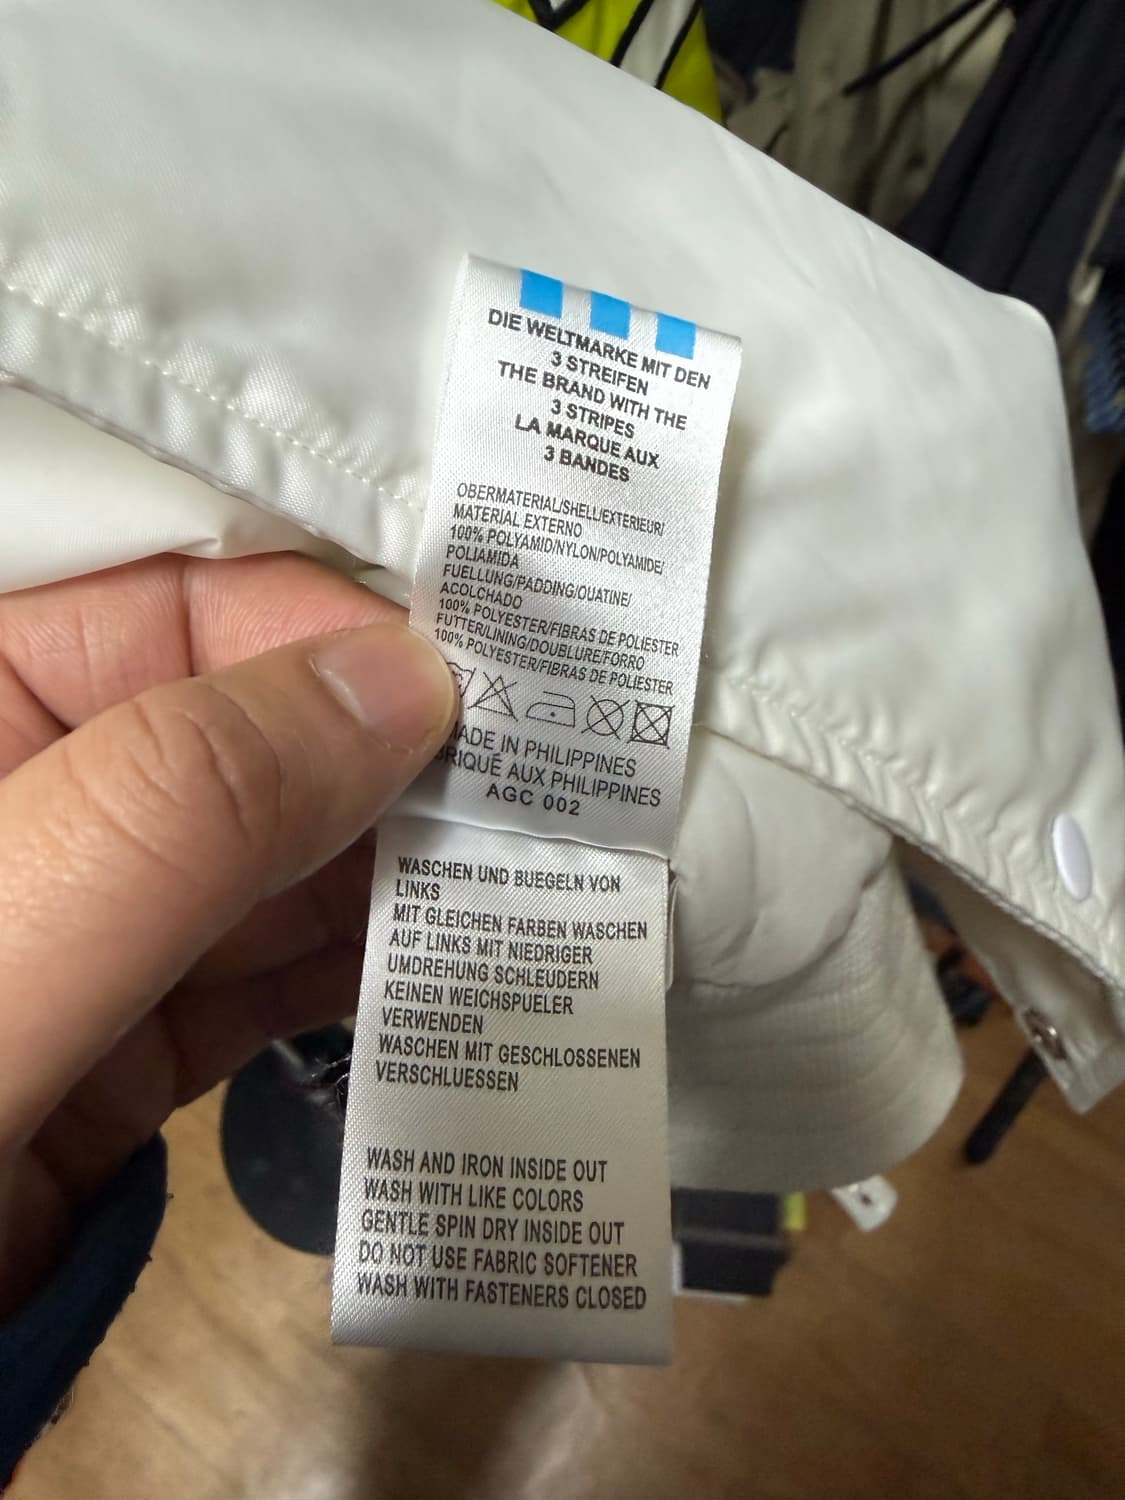 DIE WELTMARKE MIT DEN
3 STREIFEN
THE BRAND WITH THE
3 STRIPES
LA MARQUE AUX
3 BANDES
OBERMATERIAL/SHELL/EXTERIEUR/
MATERIAL EXTERNO
100% POLYAMID/NYLON/POLYAMIDE/
POLIAMIDA
FUELLUNG/PADDING/OUATINE/
ACOLCHADO
100% POLYESTER/FIBRAS DE POLIESTER
FUTTER/LINING/DOUBLURE/FORRO
100% POLYESTER/FIBRAS DE POLIESTER
MADE IN PHILIPPINES
BRIQUÉ AUX PHILIPPINES
AGC 002
WASCHEN UND BUEGELN VON
LINKS
MIT GLEICHEN FARBEN WASCHEN
AUF LINKS MIT NIEDRIGER
UMDREHUNG SCHLEUDERN
KEINEN WEICHSPUELER
VERWENDEN
WASCHEN MIT GESCHLOSSENEN
VERSCHLUESSEN
WASH AND IRON INSIDE OUT
WASH WITH LIKE COLORS
GENTLE SPIN DRY INSIDE OUT
DO NOT USE FABRIC SOFTENER
WASH WITH FASTENERS CLOSED